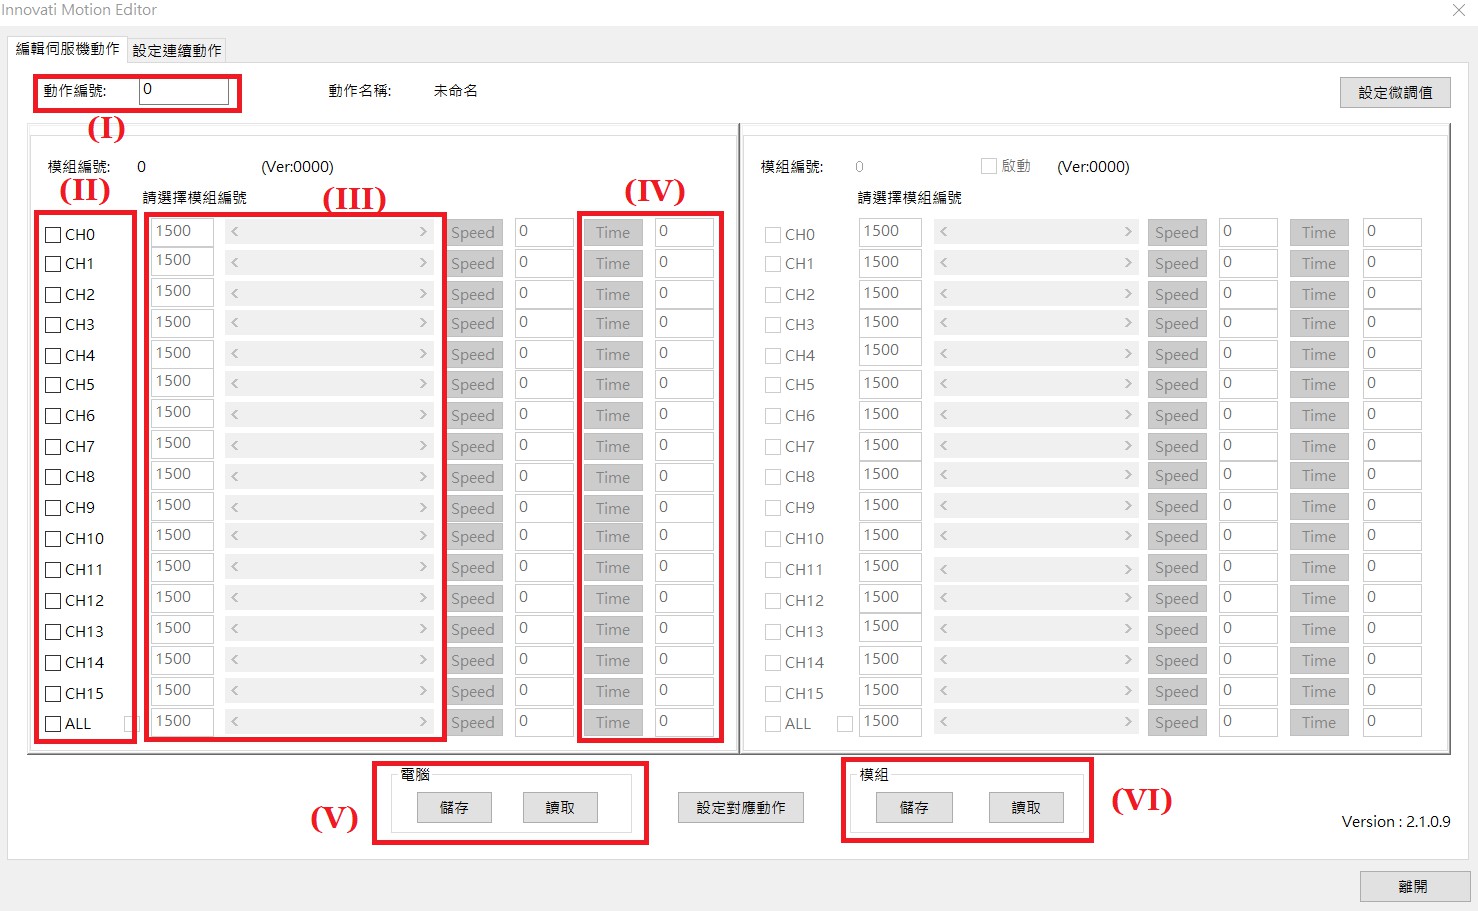 Innovati Motion Editor
編輯伺服機動作 設定連續動作
動作編號: 0 動作名稱: 未命名 設定微調值
(I)
模組編號: 0 (Ver:0000) 模組編號: 0 啟動 (Ver:0000)
(II) 請選擇模組編號 (III) (IV) 請選擇模組編號
CH0 1500 < > Speed 0 Time 0 CH0 1500 < > Speed 0 Time 0
CH1 1500 < > Speed 0 Time 0 CH1 1500 < > Speed 0 Time 0
CH2 1500 < > Speed 0 Time 0 CH2 1500 < > Speed 0 Time 0
CH3 1500 < > Speed 0 Time 0 CH3 1500 < > Speed 0 Time 0
CH4 1500 < > Speed 0 Time 0 CH4 1500 < > Speed 0 Time 0
CH5 1500 < > Speed 0 Time 0 CH5 1500 < > Speed 0 Time 0
CH6 1500 < > Speed 0 Time 0 CH6 1500 < > Speed 0 Time 0
CH7 1500 < > Speed 0 Time 0 CH7 1500 < > Speed 0 Time 0
CH8 1500 < > Speed 0 Time 0 CH8 1500 < > Speed 0 Time 0
CH9 1500 < > Speed 0 Time 0 CH9 1500 < > Speed 0 Time 0
CH10 1500 < > Speed 0 Time 0 CH10 1500 < > Speed 0 Time 0
CH11 1500 < > Speed 0 Time 0 CH11 1500 < > Speed 0 Time 0
CH12 1500 < > Speed 0 Time 0 CH12 1500 < > Speed 0 Time 0
CH13 1500 < > Speed 0 Time 0 CH13 1500 < > Speed 0 Time 0
CH14 1500 < > Speed 0 Time 0 CH14 1500 < > Speed 0 Time 0
CH15 1500 < > Speed 0 Time 0 CH15 1500 < > Speed 0 Time 0
ALL 1500 < > Speed 0 Time 0 ALL 1500 < > Speed 0 Time 0
電腦 模組
(V) 儲存 讀取 設定對應動作 儲存 讀取 (VI)
Version : 2.1.0.9
離開